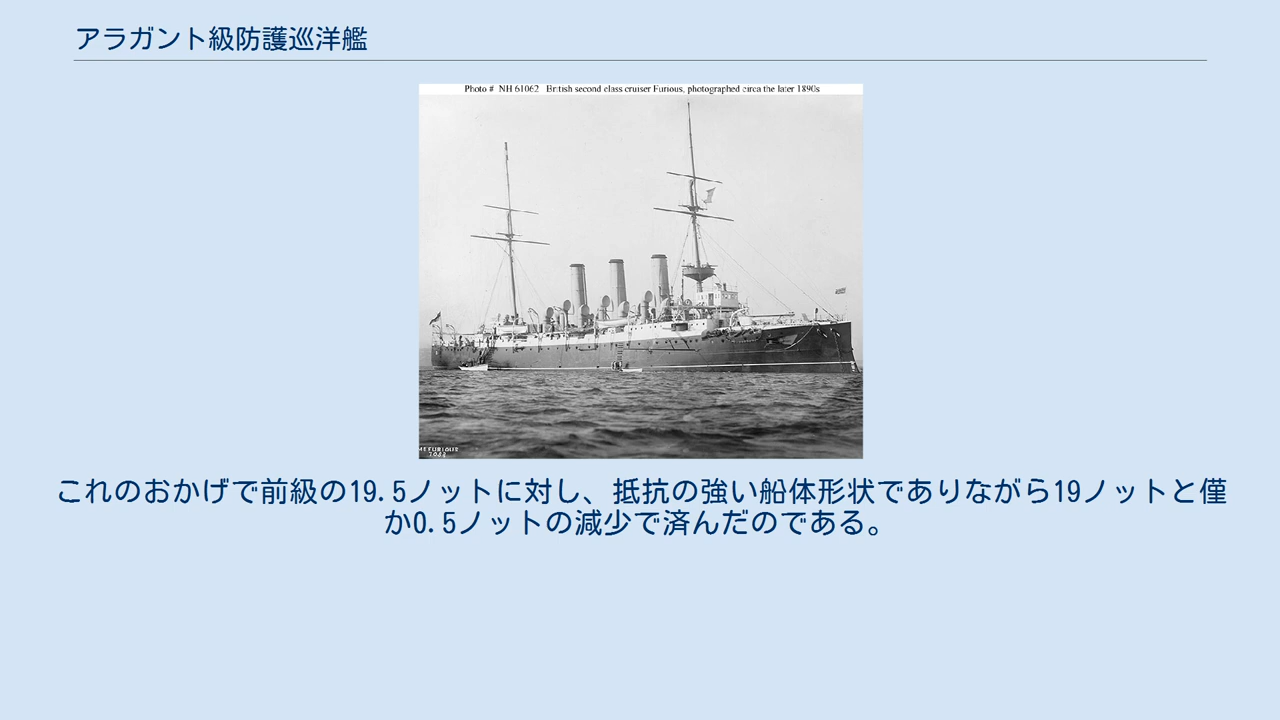 アラガント級防護巡洋艦
Photo # NH 61062 British second class cruiser Furious, photographed circa the later 1890s
これのおかげで前級の19.5ノットに対し、抵抗の強い船体形状でありながら19ノットと僅
か0.5ノットの減少で済んだのである。